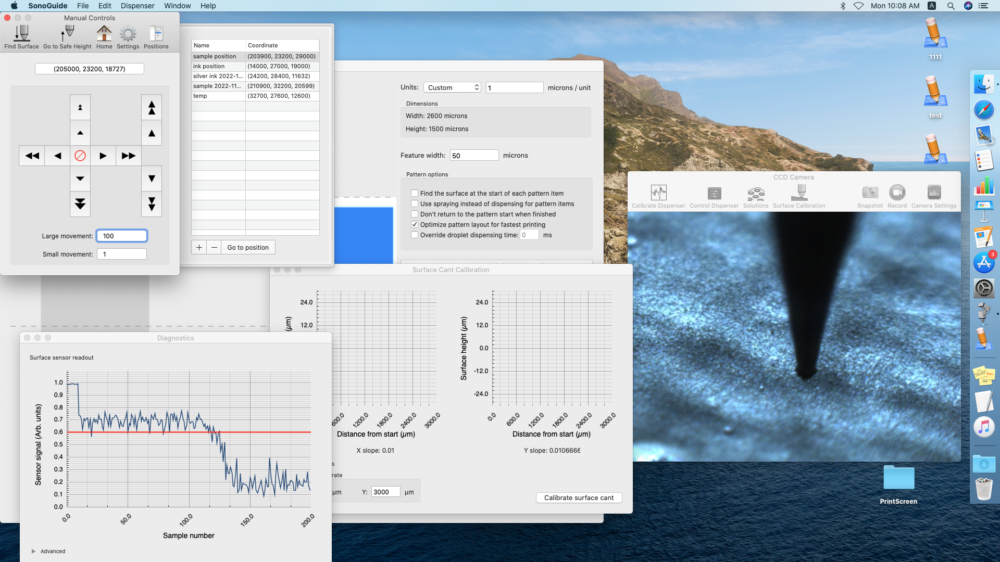 SonoGuide File Edit Dispenser Window Help
Mon 10:08 AM A
Manual Controls
Find Surface Go to Safe Height Home Settings Positions
(205000, 23200, 18727)
Large movement: 100
Small movement: 1
Name Coordinate
sample position (203900, 23200, 29000)
ink position (14000, 27000, 19000)
silver ink 2022-1... (24200, 28400, 11632)
sample 2022-11... (210900, 32200, 20599)
temp (32700, 27600, 12600)
+ − Go to position
Units: Custom 1 microns / unit
Dimensions
Width: 2600 microns
Height: 1500 microns
Feature width: 50 microns
Pattern options
Find the surface at the start of each pattern item
Use spraying instead of dispensing for pattern items
Don't return to the pattern start when finished
Optimize pattern layout for fastest printing
Override droplet dispensing time: 0 ms
Surface Cant Calibration
24.0
12.0
(µm)
600.0 1200.0 1800.0 2400.0 3000.0
Distance from start (µm)
X slope: 0.01
s
rate
µm Y: 3000 µm
Surface height (µm)
24.0
12.0
0.0
-12.0
-24.0
0.0 600.0 1200.0 1800.0 2400.0 3000.0
Distance from start (µm)
Y slope: 0.0106666
Calibrate surface cant
Diagnostics
Surface sensor readout
Sensor signal (Arb. units)
1.0
0.9
0.8
0.7
0.6
0.5
0.4
0.3
0.2
0.1
0.0
0.0 50.0 100.0 150.0 200.0
Sample number
Advanced
CCD Camera
Calibrate Dispenser Control Dispenser Solutions Surface Calibration Snapshot Record Camera Settings
1111
test
3
PrintScreen